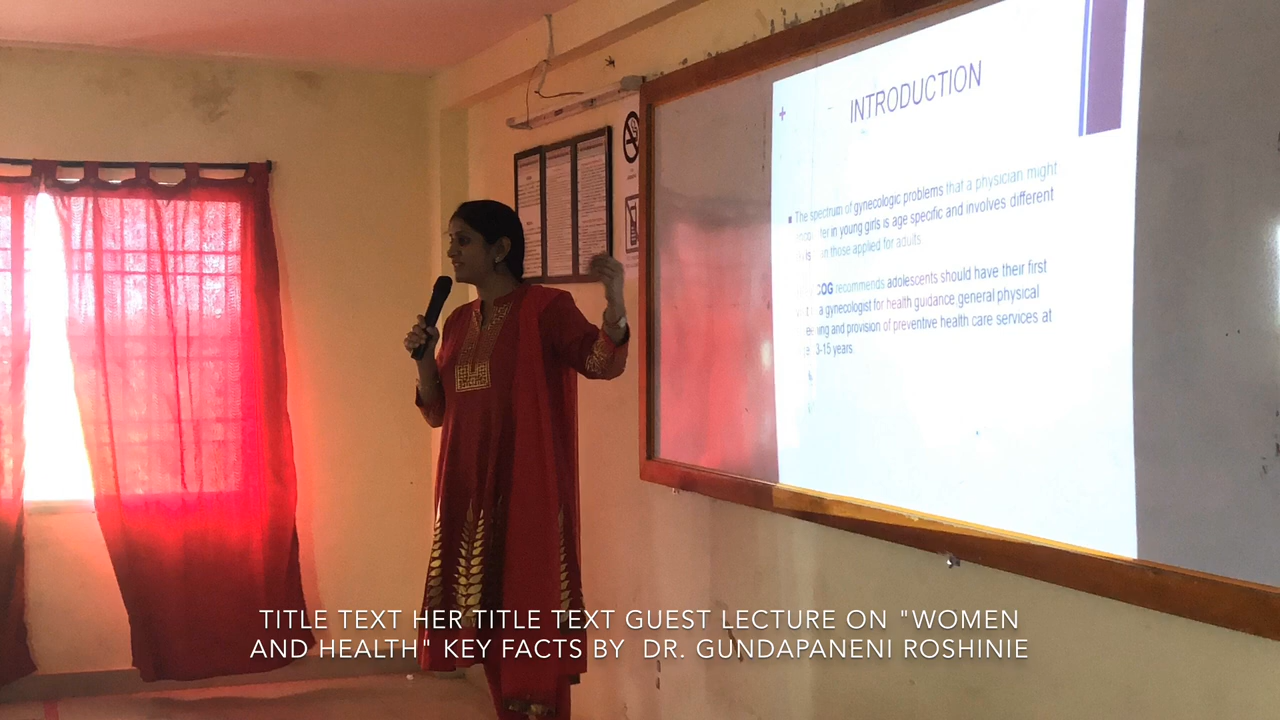 INTRODUCTION
The spectrum of gynecologic problems that a physician might
in young girls is age specific and involves different
those applied for adults
COG recommends adolescents should have their first
a gynecologist for health guidance,general physical
and provision of preventive health care services at
3-15 years
TITLE TEXT HER TITLE TEXT GUEST LECTURE ON "WOMEN
AND HEALTH" KEY FACTS BY DR. GUNDAPANENI ROSHINIE